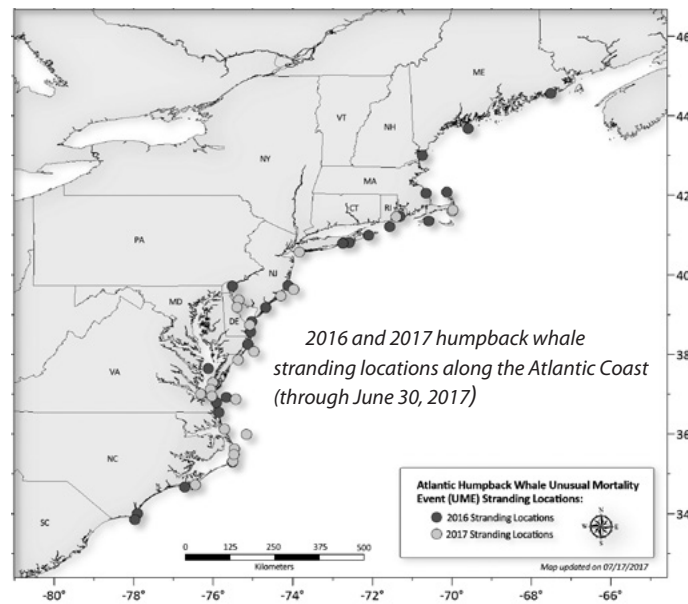 46°
44°
42°
40°
38°
36°
34°
ME
VT
NH
NY
MA
CT
RI
PA
NJ
MD
DE
VA
NC
SC
2016 and 2017 humpback whale
stranding locations along the Atlantic Coast
(through June 30, 2017)
Atlantic Humpback Whale Unusual Mortality
Event (UME) Stranding Locations:
2016 Stranding Locations
2017 Stranding Locations
N
Map updated on 07/17/2017
0 125 250 375 500
Kilometers
-80° -78° -76° -74° -72° -70° -68° -66°